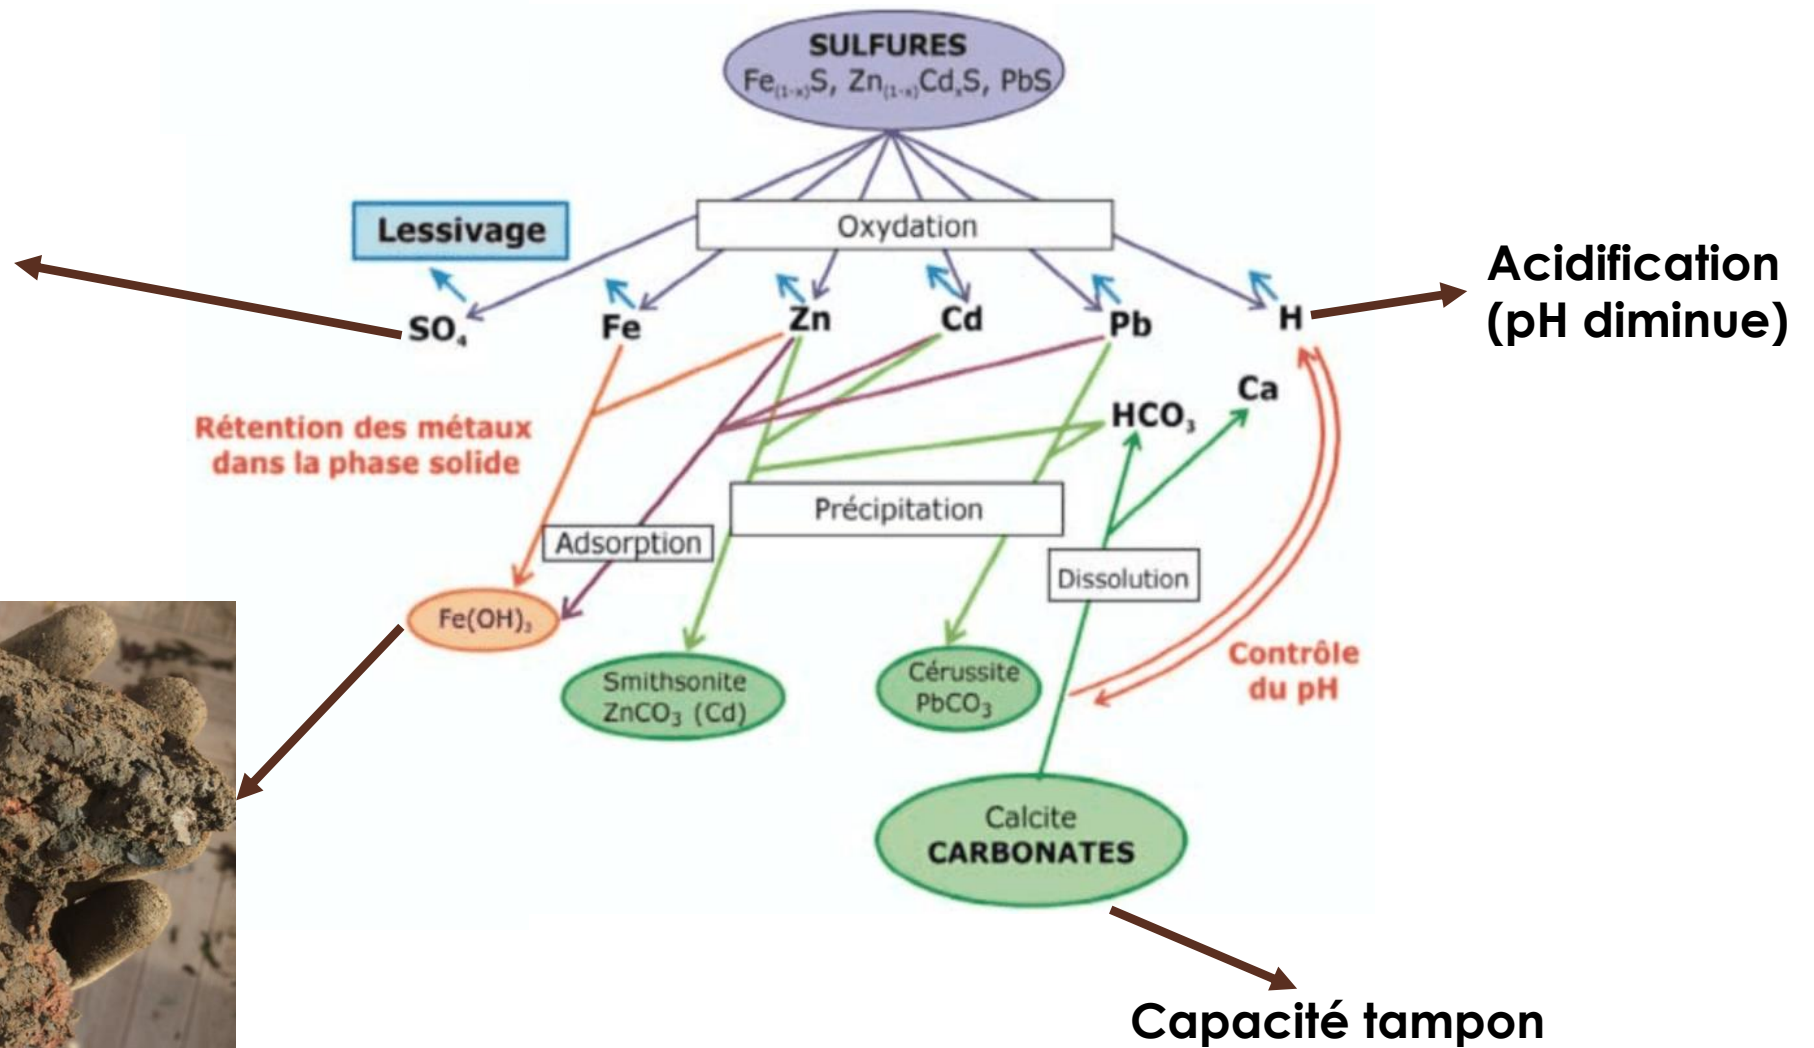 SULFURES
Fe₍₁₋ₓ₎S, Zn₍₁₋ₓ₎CdₓS, PbS
Oxydation
Lessivage
Acidification
(pH diminue)
SO₄
Fe
Zn
Cd
Pb
H
Ca
HCO₃
Rétention des métaux
dans la phase solide
Précipitation
Adsorption
Dissolution
Fe(OH)₃
Contrôle
du pH
Smithsonite
ZnCO₃ (Cd)
Cérussite
PbCO₃
Calcite
CARBONATES
Capacité tampon